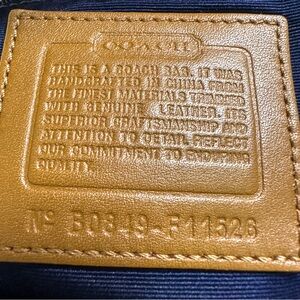 COACH
THIS IS A COACH BAG. IT WAS
HANDCRAFTED IN CHINA FROM
THE FINEST MATERIALS TRIMMED
WITH GENUINE LEATHER. ITS
SUPERIOR CRAFTSMANSHIP AND
ATTENTION TO DETAIL REFLECT
OUR COMMITMENT TO ENDURING
QUALITY.
Nº B0849-F11526